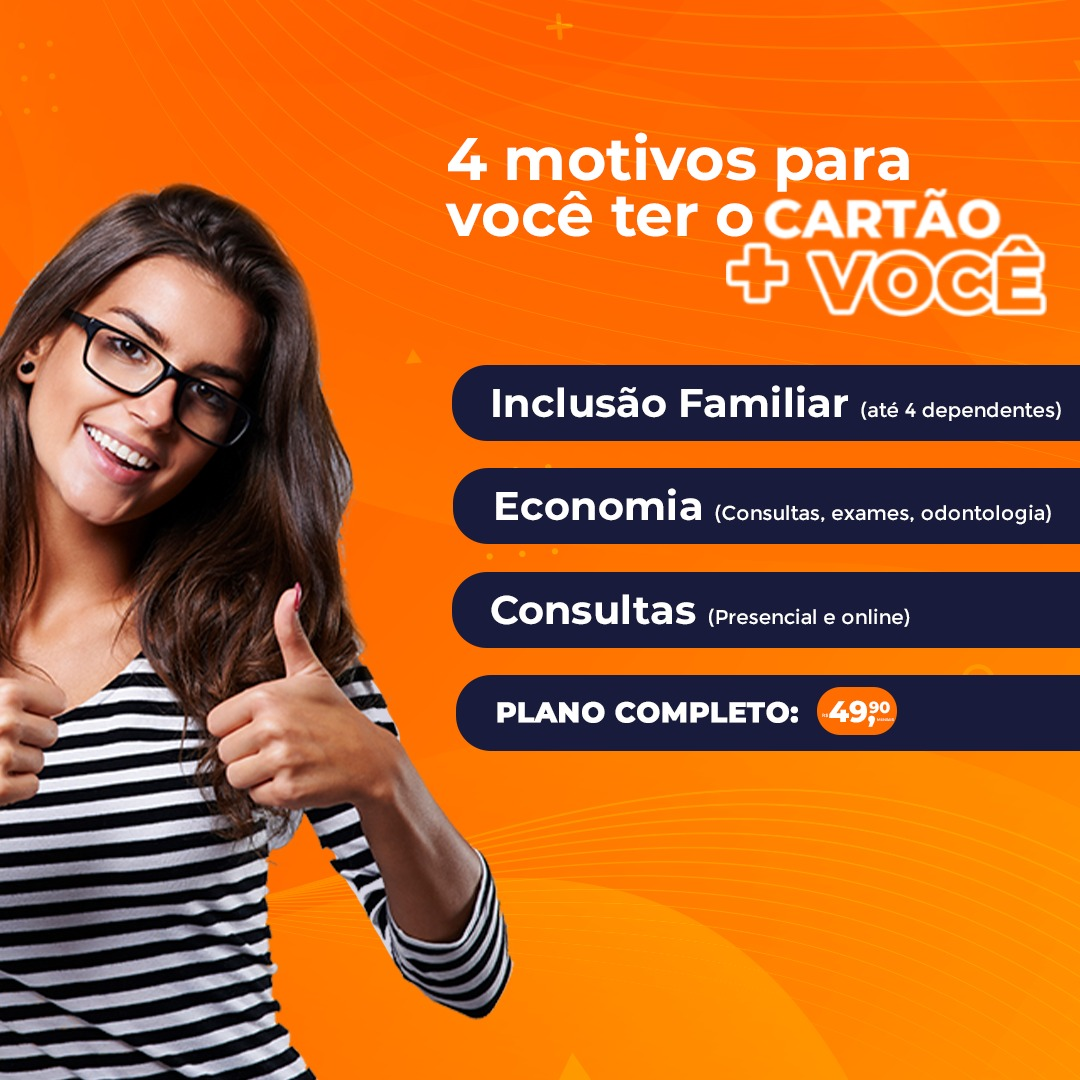 4 motivos para
você ter o CARTÃO
+ VOCÊ
Inclusão Familiar (até 4 dependentes)
Economia (Consultas, exames, odontologia)
Consultas (Presencial e online)
PLANO COMPLETO: R$ 49,90